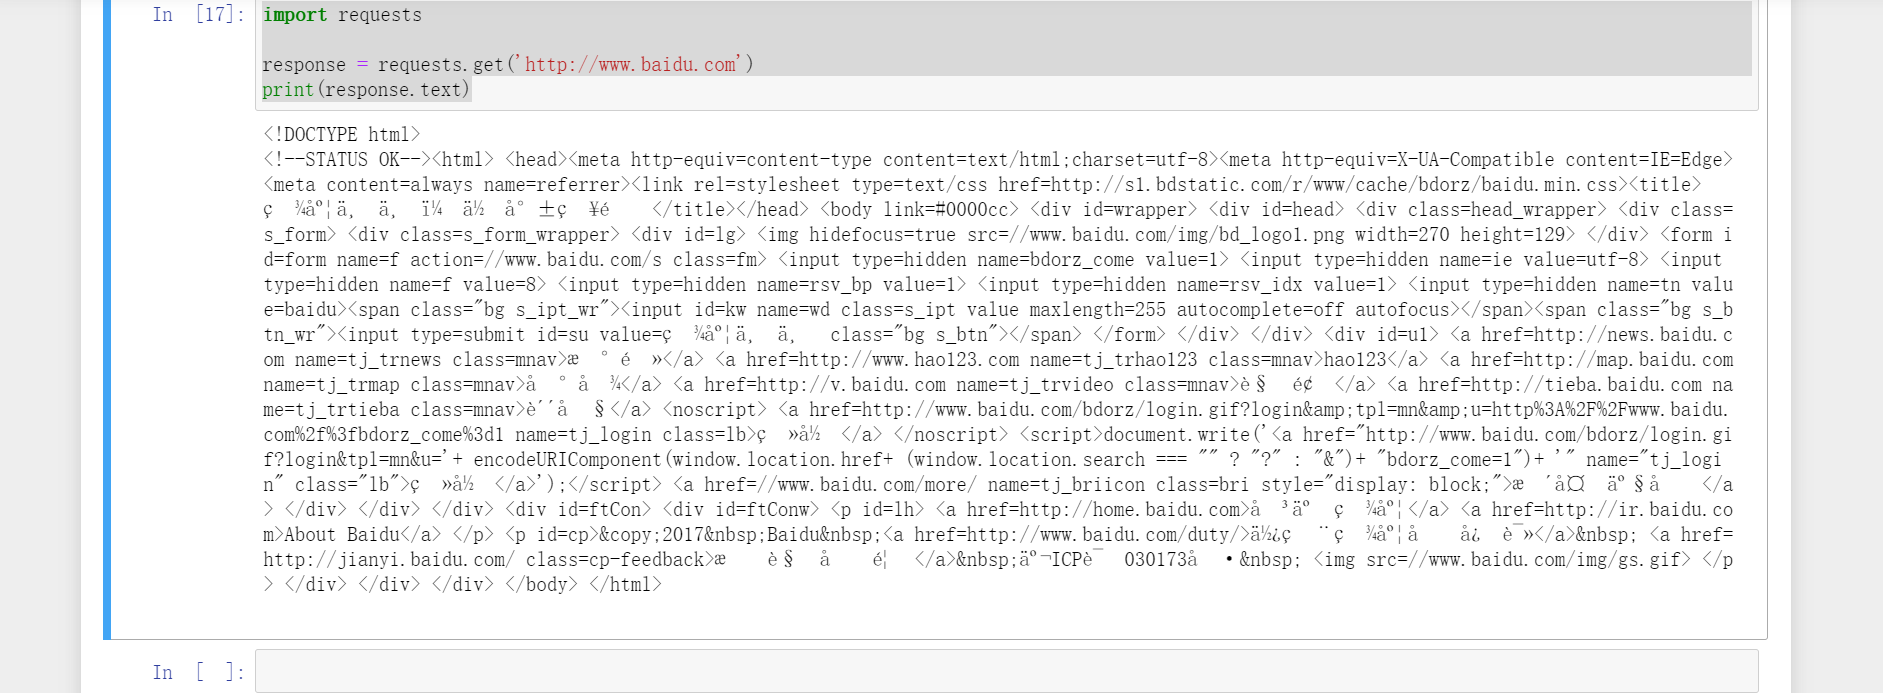 In [17]:
import requests
response = requests.get('http://www.baidu.com')
print(response.text)
<!DOCTYPE html>
<!--STATUS OK--><html> <head><meta http-equiv=content-type content=text/html;charset=utf-8><meta http-equiv=X-UA-Compatible content=IE=Edge>
<meta content=always name=referrer><link rel=stylesheet type=text/css href=http://s1.bdstatic.com/r/www/cache/bdorz/baidu.min.css><title>
ç ¾åº¦ä¸ ä¸ ï¼ ä½ å° ±ç ¥é </title></head> <body link=#0000cc> <div id=wrapper> <div id=head> <div class=head_wrapper> <div class=
s_form> <div class=s_form_wrapper> <div id=lg> <img hidefocus=true src=//www.baidu.com/img/bd_logo1.png width=270 height=129> </div> <form i
d=form name=f action=//www.baidu.com/s class=fm> <input type=hidden name=bdorz_come value=1> <input type=hidden name=ie value=utf-8> <input
type=hidden name=f value=8> <input type=hidden name=rsv_bp value=1> <input type=hidden name=rsv_idx value=1> <input type=hidden name=tn valu
e=baidu><span class="bg s_ipt_wr"><input id=kw name=wd class=s_ipt value maxlength=255 autocomplete=off autofocus></span><span class="bg s_b
tn_wr"><input type=submit id=su value=ç ¾åº¦ä¸ ä¸ class="bg s_btn"></span> </form> </div> </div> <div id=u1> <a href=http://news.baidu.c
om name=tj_trnews class=mnav>æ °é »</a> <a href=http://www.hao123.com name=tj_trhao123 class=mnav>hao123</a> <a href=http://map.baidu.com
name=tj_trmap class=mnav>å °å ¾</a> <a href=http://v.baidu.com name=tj_trvideo class=mnav>è§ é¢ </a> <a href=http://tieba.baidu.com na
me=tj_trtieba class=mnav>è´´å §</a> <noscript> <a href=http://www.baidu.com/bdorz/login.gif?login&amp;tpl=mn&amp;u=http%3A%2F%2Fwww.baidu.
com%2f%3fbdorz_come%3d1 name=tj_login class=lb>ç »å½ </a> </noscript> <script>document.write('<a href="http://www.baidu.com/bdorz/login.gi
f?login&tpl=mn&u='+ encodeURIComponent(window.location.href+ (window.location.search === "" ? "?" : "&")+ "bdorz_come=1")+ '" name="tj_logi
n" class="lb">ç »å½ </a>');</script> <a href=//www.baidu.com/more/ name=tj_briicon class=bri style="display: block;">æ ´å¤ äº§å </a
> </div> </div> </div> <div id=ftCon> <div id=ftConw> <p id=lh> <a href=http://home.baidu.com>å ³äº ç ¾åº¦</a> <a href=http://ir.baidu.co
m>About Baidu</a> </p> <p id=cp>&copy;2017&nbsp;Baidu&nbsp;<a href=http://www.baidu.com/duty/>ä½¿ç ¨ç ¾åº¦å å¿ è¯»</a>&nbsp; <a href=
http://jianyi.baidu.com/ class=cp-feedback>æ è§ å é¦ </a>&nbsp;äº¬ICPè¯ 030173å ·&nbsp; <img src=//www.baidu.com/img/gs.gif> </p
> </div> </div> </div> </body> </html>
In [ ]: